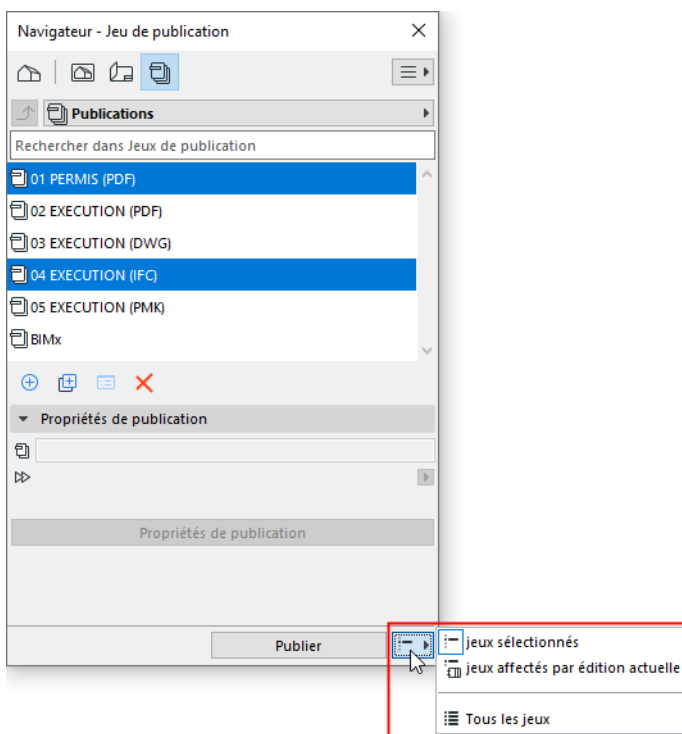 Navigateur - Jeu de publication
Publications
Rechercher dans Jeux de publication
01 PERMIS (PDF)
02 EXECUTION (PDF)
03 EXECUTION (DWG)
04 EXECUTION (IFC)
05 EXECUTION (PMK)
BIMx
Propriétés de publication
Propriétés de publication
Publier
jeux sélectionnés
jeux affectés par édition actuelle
Tous les jeux